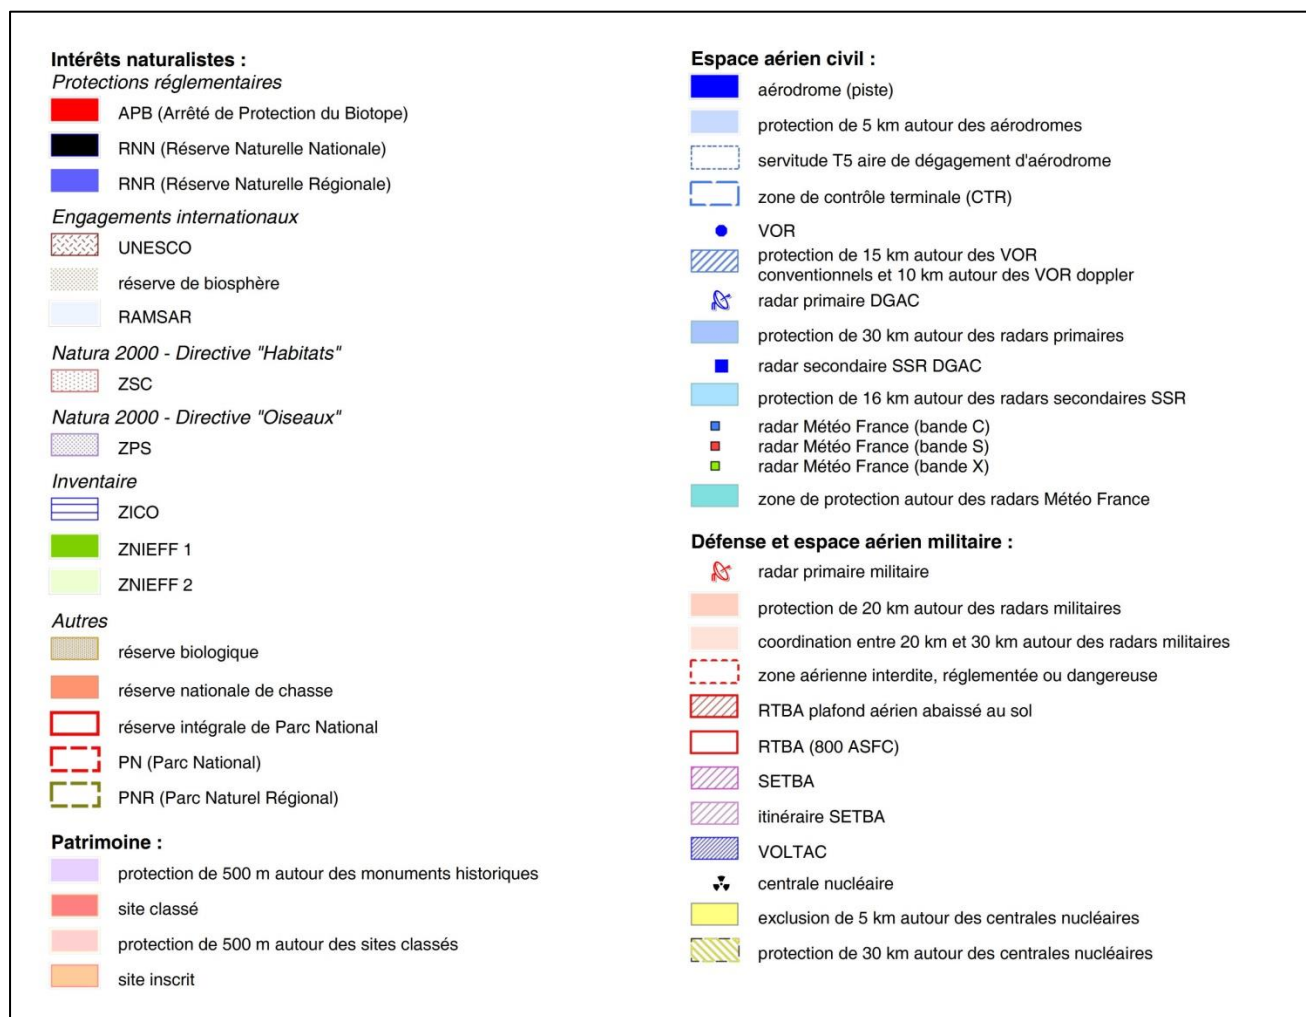 Intérêts naturalistes :
Protections réglementaires
APB (Arrêté de Protection du Biotope)
RNN (Réserve Naturelle Nationale)
RNR (Réserve Naturelle Régionale)
Engagements internationaux
UNESCO
réserve de biosphère
RAMSAR
Natura 2000 - Directive "Habitats"
ZSC
Natura 2000 - Directive "Oiseaux"
ZPS
Inventaire
ZICO
ZNIEFF 1
ZNIEFF 2
Autres
réserve biologique
réserve nationale de chasse
réserve intégrale de Parc National
PN (Parc National)
PNR (Parc Naturel Régional)
Patrimoine :
protection de 500 m autour des monuments historiques
site classé
protection de 500 m autour des sites classés
site inscrit
Espace aérien civil :
aérodrome (piste)
protection de 5 km autour des aérodromes
servitude T5 aire de dégagement d'aérodrome
zone de contrôle terminale (CTR)
VOR
protection de 15 km autour des VOR
conventionnels et 10 km autour des VOR doppler
radar primaire DGAC
protection de 30 km autour des radars primaires
radar secondaire SSR DGAC
protection de 16 km autour des radars secondaires SSR
radar Météo France (bande C)
radar Météo France (bande S)
radar Météo France (bande X)
zone de protection autour des radars Météo France
Défense et espace aérien militaire :
radar primaire militaire
protection de 20 km autour des radars militaires
coordination entre 20 km et 30 km autour des radars militaires
zone aérienne interdite, réglementée ou dangereuse
RTBA plafond aérien abaissé au sol
RTBA (800 ASFC)
SETBA
itinéraire SETBA
VOLTAC
centrale nucléaire
exclusion de 5 km autour des centrales nucléaires
protection de 30 km autour des centrales nucléaires